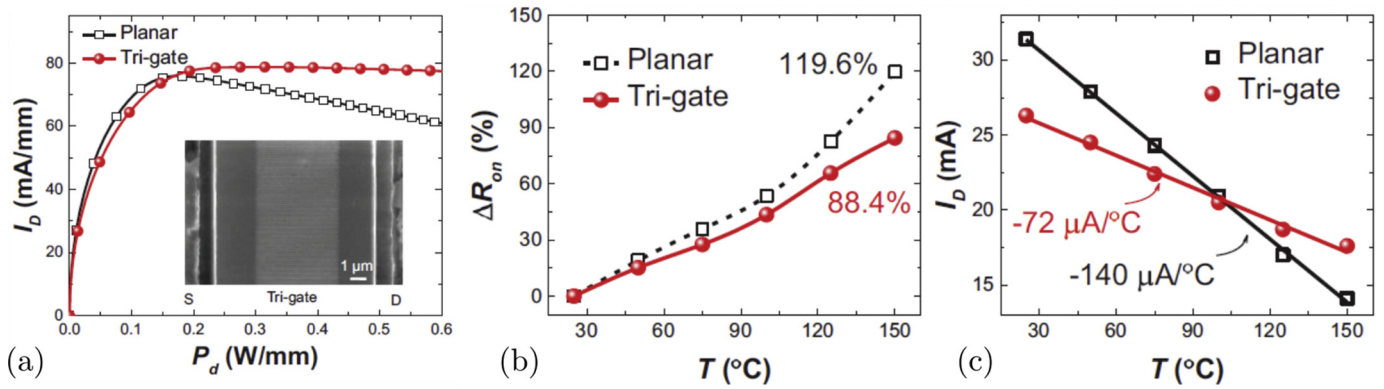 Planar
Tri-gate
100
80
60
40
20
0
I_D (mA/mm)
0.0 0.1 0.2 0.3 0.4 0.5 0.6
P_d (W/mm)
1 μm
S Tri-gate D
(a)
150
120
90
60
30
0
ΔR_on (%)
Planar
Tri-gate
119.6%
88.4%
30 60 90 120 150
T (°C)
(b)
30
25
20
15
I_D (mA)
Planar
Tri-gate
-72 μA/°C
-140 μA/°C
30 60 90 120 150
T (°C)
(c)